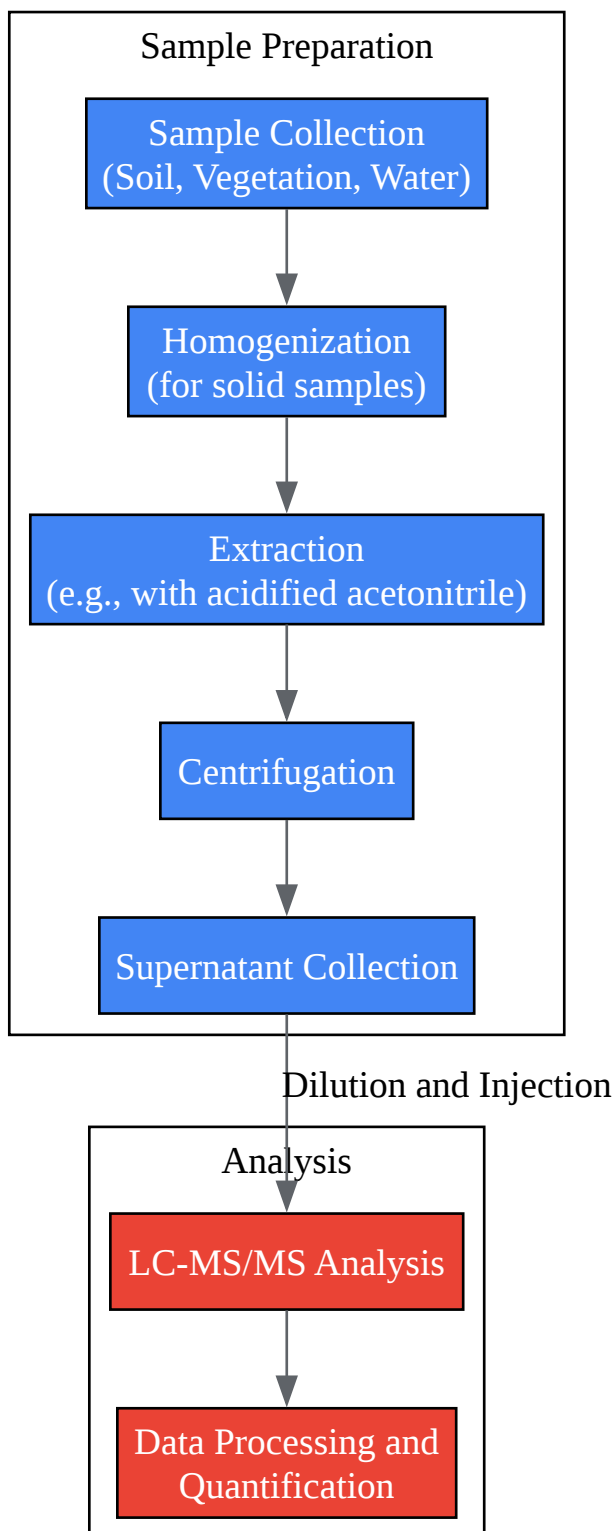 Sample Preparation
Sample Collection
(Soil, Vegetation, Water)
Homogenization
(for solid samples)
Extraction
(e.g., with acidified acetonitrile)
Centrifugation
Supernatant Collection
Dilution and Injection
Analysis
LC-MS/MS Analysis
Data Processing and
Quantification